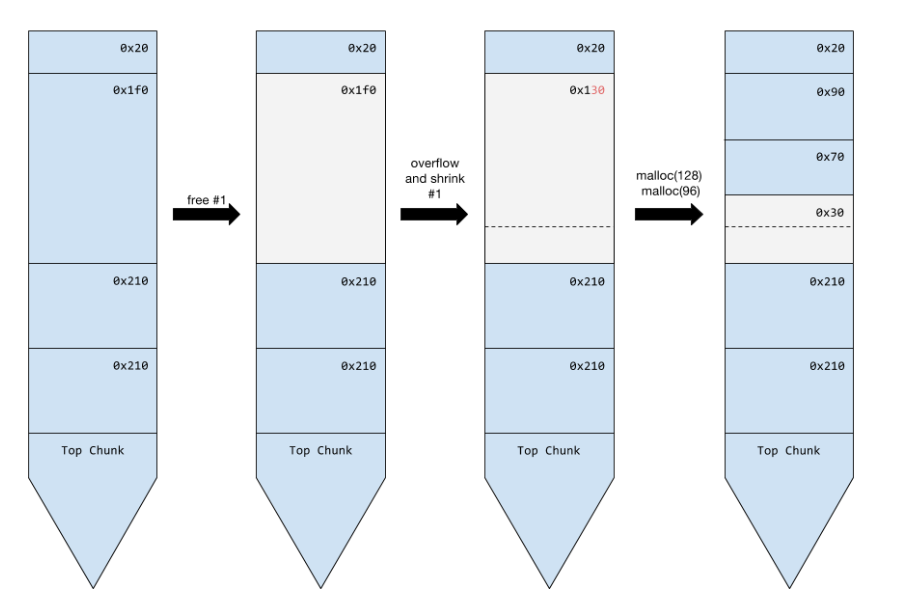 0x20
0x1f0
0x210
0x210
Top Chunk
free #1
0x20
0x1f0
0x210
0x210
Top Chunk
overflow
and shrink
#1
0x20
0x130
0x210
0x210
Top Chunk
malloc(128)
malloc(96)
0x20
0x90
0x70
0x30
0x210
0x210
Top Chunk